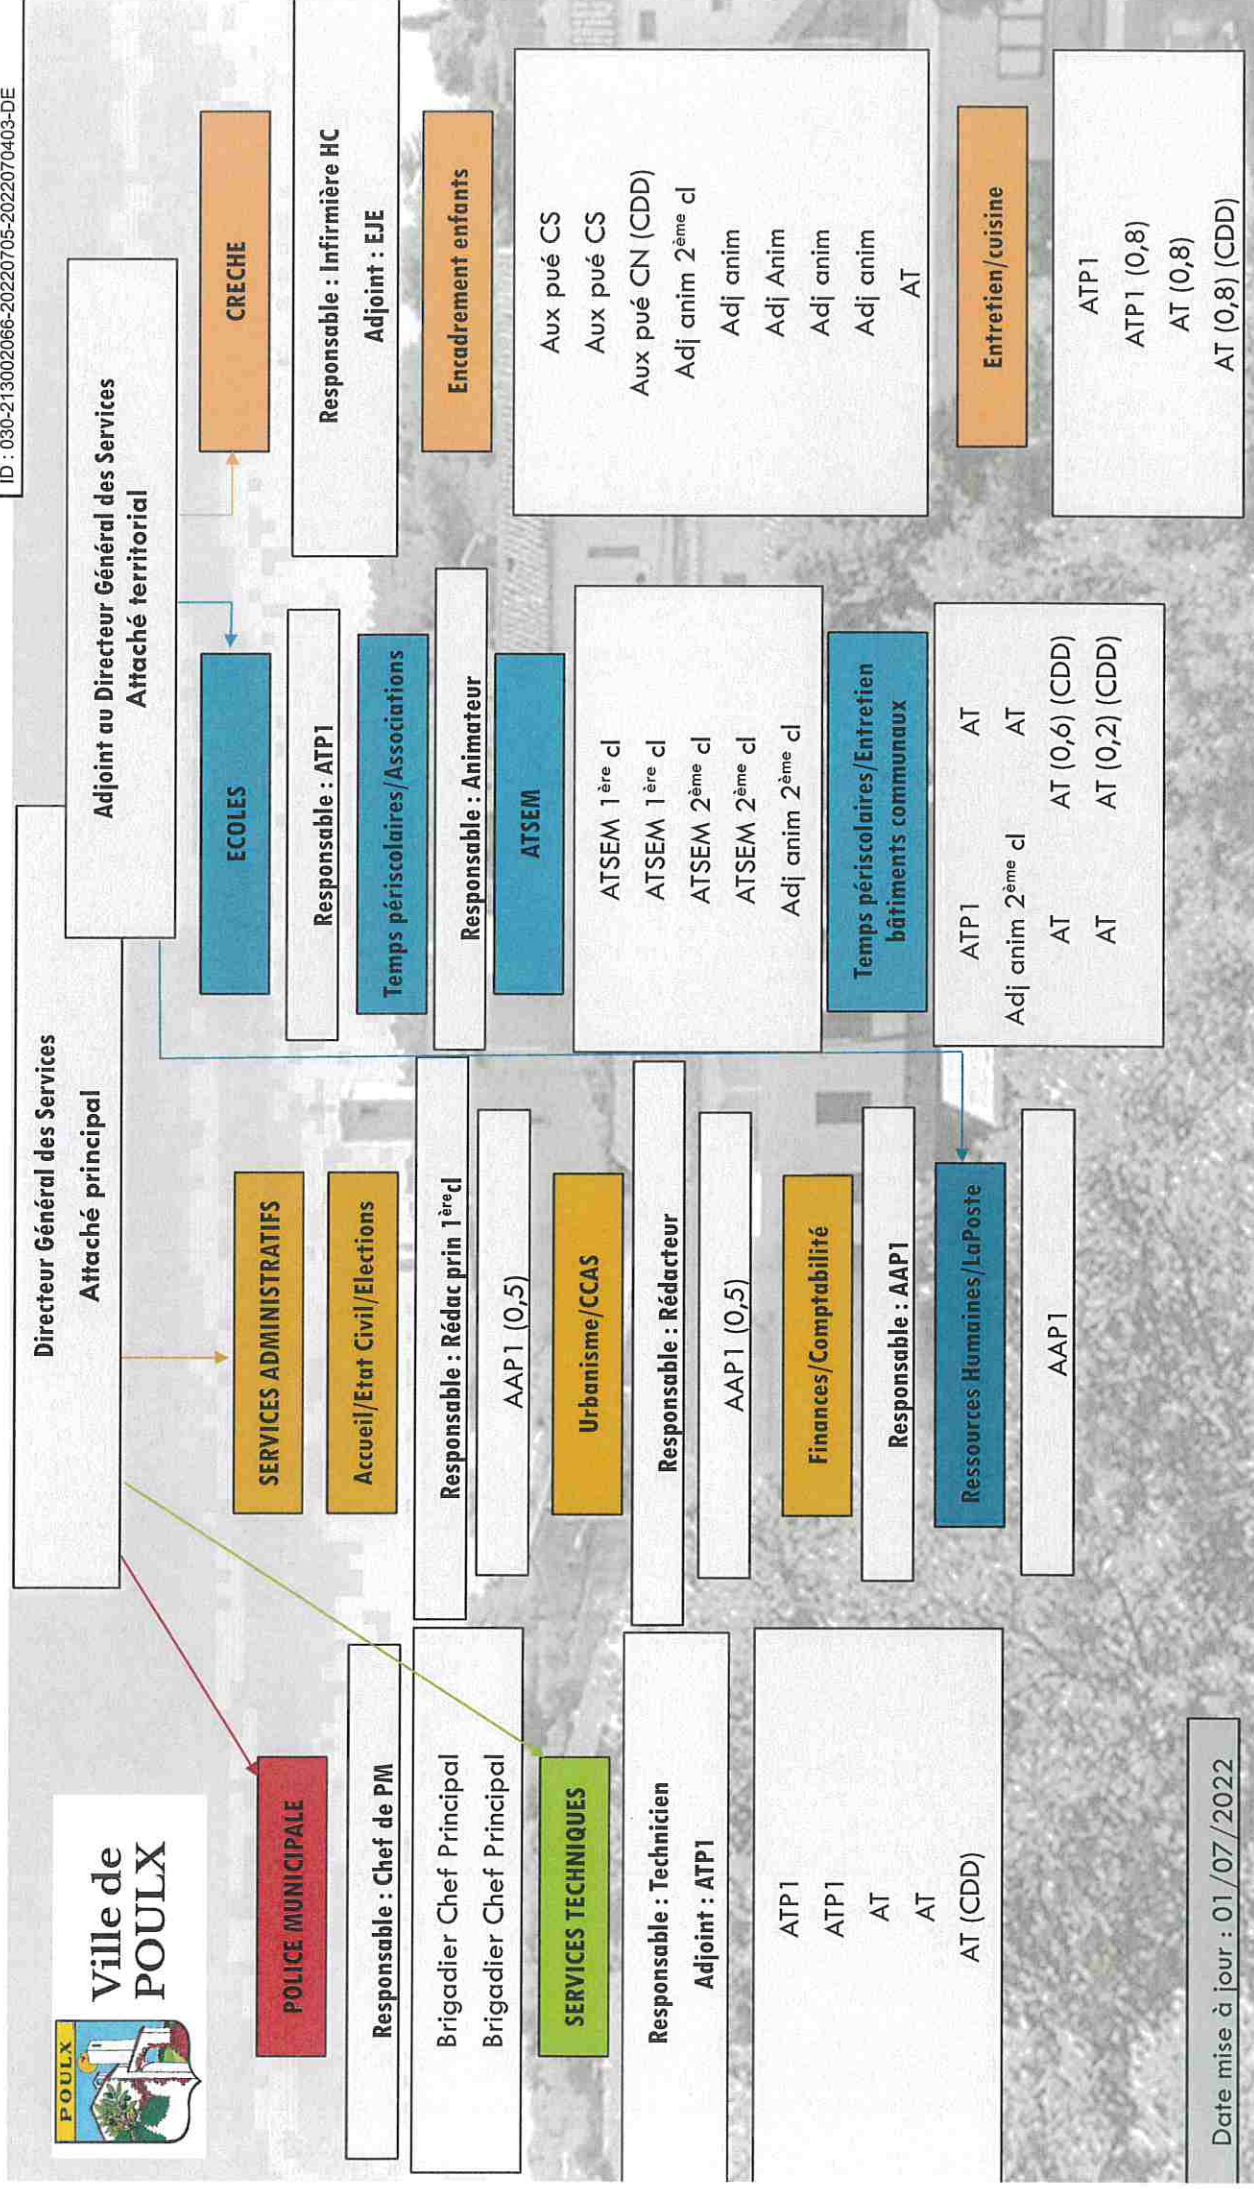 ID : 030-213002066-20220705-2022070403-DE
POULX
Ville de
POULX
Directeur Général des Services
Attaché principal
Adjoint au Directeur Général des Services
Attaché territorial
POLICE MUNICIPALE
Responsable : Chef de PM
Brigadier Chef Principal
Brigadier Chef Principal
SERVICES TECHNIQUES
Responsable : Technicien
Adjoint : ATP1
ATP1
ATP1
AT
AT
AT (CDD)
SERVICES ADMINISTRATIFS
Accueil/Etat Civil/Elections
Responsable : Rédac prin 1ère cl
AAP1 (0,5)
Urbanisme/CCAS
Responsable : Rédacteur
AAP1 (0,5)
Finances/Comptabilité
Responsable : AAP1
Ressources Humaines/LaPoste
AAP1
ECOLES
Responsable : ATP1
Temps périscolaires/Associations
Responsable : Animateur
ATSEM
ATSEM 1ère cl
ATSEM 1ère cl
ATSEM 2ème cl
ATSEM 2ème cl
Adj anim 2ème cl
Temps périscolaires/Entretien
bâtiments communaux
ATP1 AT
Adj anim 2ème cl AT
AT AT (0,6) (CDD)
AT AT (0,2) (CDD)
CRECHE
Responsable : Infirmière HC
Adjoint : EJE
Encadrement enfants
Aux pué CS
Aux pué CS
Aux pué CN (CDD)
Adj anim 2ème cl
Adj anim
Adj Anim
Adj anim
Adj anim
AT
Entretien/cuisine
ATP1
ATP1 (0,8)
AT (0,8)
AT (0,8) (CDD)
Date mise à jour : 01/07/2022